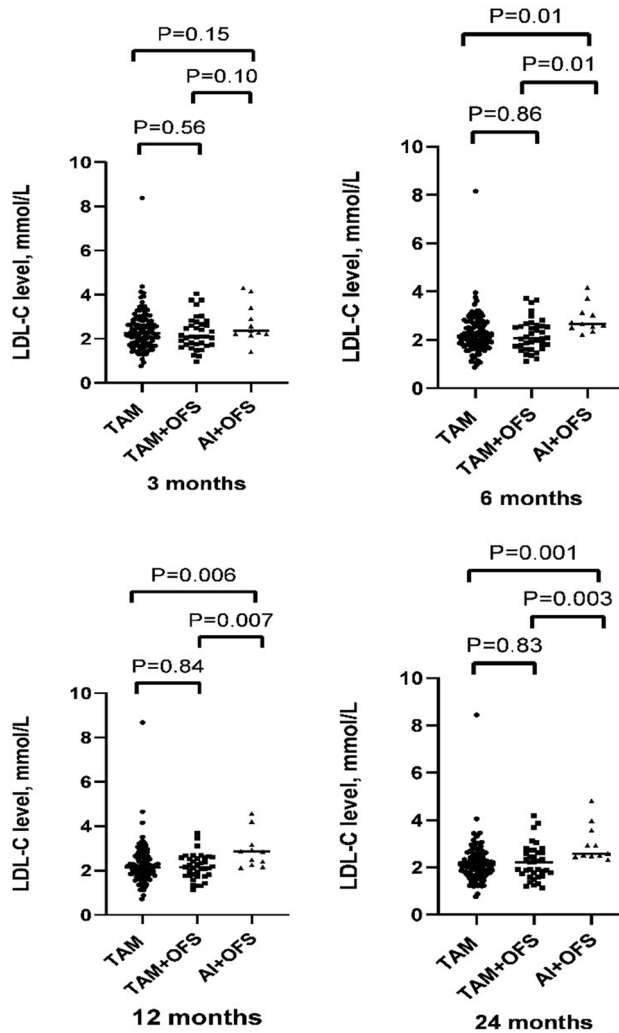 P=0.15
P=0.10
P=0.56
LDL-C level, mmol/L
10
8
6
4
2
0
TAM
TAM+OFS
AI+OFS
3 months
P=0.01
P=0.01
P=0.86
LDL-C level, mmol/L
10
8
6
4
2
0
TAM
TAM+OFS
AI+OFS
6 months
P=0.006
P=0.007
P=0.84
LDL-C level, mmol/L
10
8
6
4
2
0
TAM
TAM+OFS
AI+OFS
12 months
P=0.001
P=0.003
P=0.83
LDL-C level, mmol/L
10
8
6
4
2
0
TAM
TAM+OFS
AI+OFS
24 months